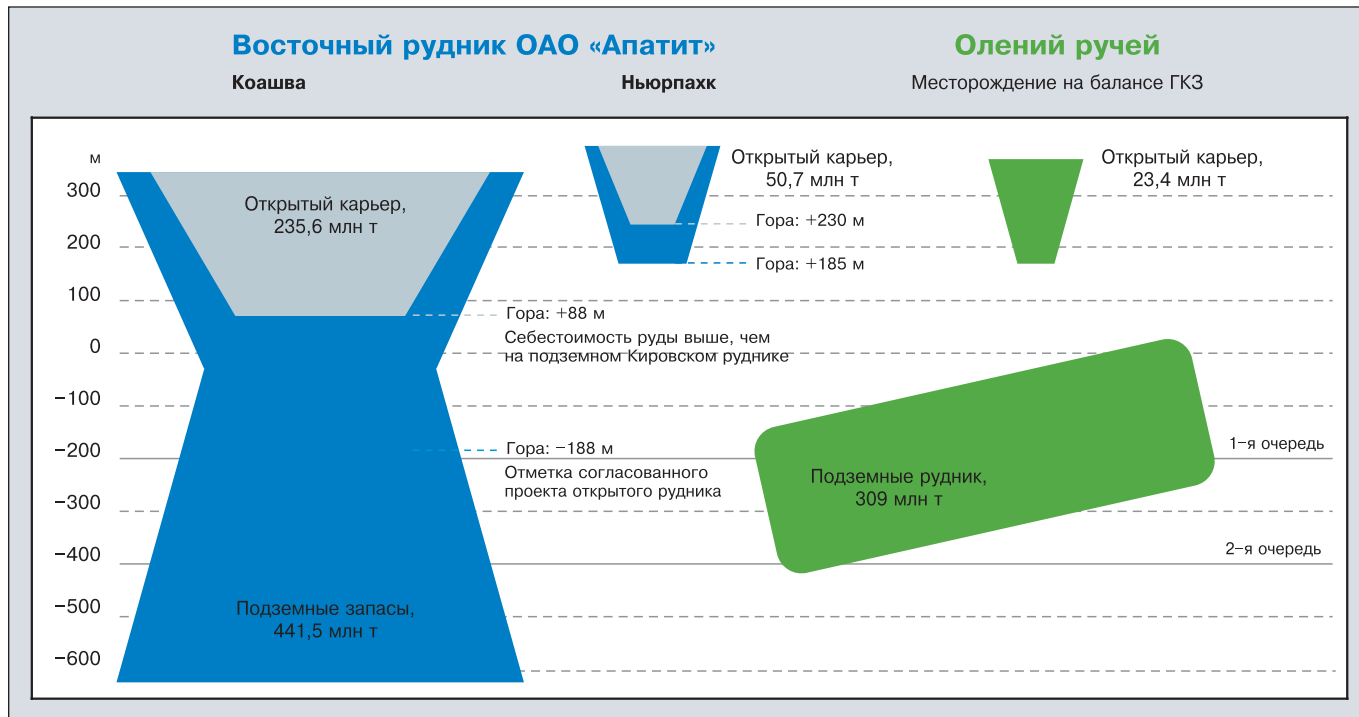 Восточный рудник ОАО «Апатит»
Олений ручей
Коашва
Ньюрпахк
Месторождение на балансе ГКЗ
м
300
200
100
0
−100
−200
−300
−400
−500
−600
Открытый карьер,
235,6 млн т
Открытый карьер,
50,7 млн т
Открытый карьер,
23,4 млн т
Гора: +230 м
Гора: +185 м
Гора: +88 м
Себестоимость руды выше, чем
на подземном Кировском руднике
Гора: −188 м
Отметка согласованного
проекта открытого рудника
1−я очередь
Подземные рудник,
309 млн т
2−я очередь
Подземные запасы,
441,5 млн т